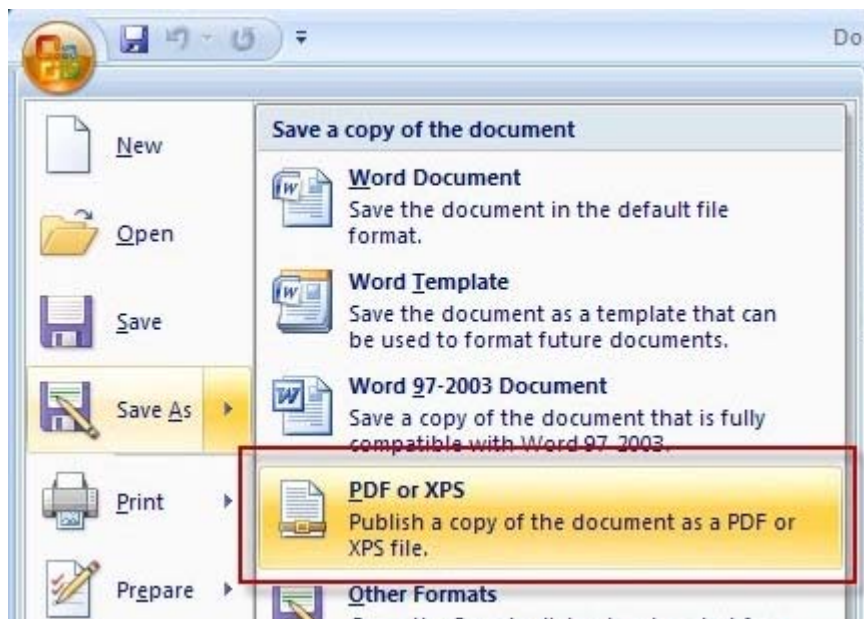 Do
New
Open
Save
Save As
Print
Prepare
Save a copy of the document
Word Document
Save the document in the default file
format.
Word Template
Save the document as a template that can
be used to format future documents.
Word 97-2003 Document
Save a copy of the document that is fully
compatible with Word 97-2003.
PDF or XPS
Publish a copy of the document as a PDF or
XPS file.
Other Formats